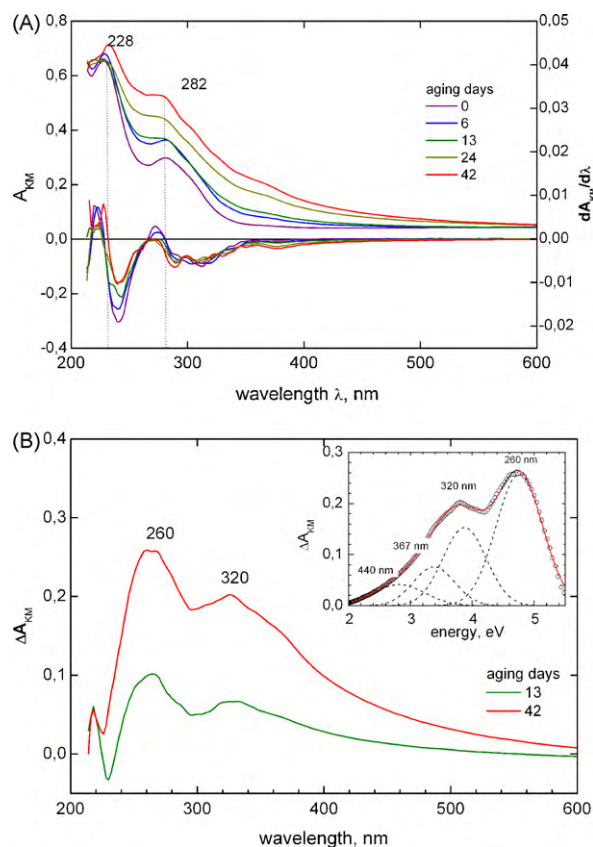 (A)
0,8
0,6
0,4
0,2
0,0
-0,2
-0,4
A_KM
228
282
aging days
0
6
13
24
42
0,05
0,04
0,03
0,02
0,01
0,00
-0,01
-0,02
dA_KM/dλ
200 300 400 500 600
wavelength λ, nm
(B)
0,4
0,3
0,2
0,1
0,0
ΔA_KM
260
320
0,3
0,2
0,1
0,0
ΔA_KM
260 nm
320 nm
367 nm
440 nm
2 3 4 5
energy, eV
aging days
13
42
200 300 400 500 600
wavelength, nm